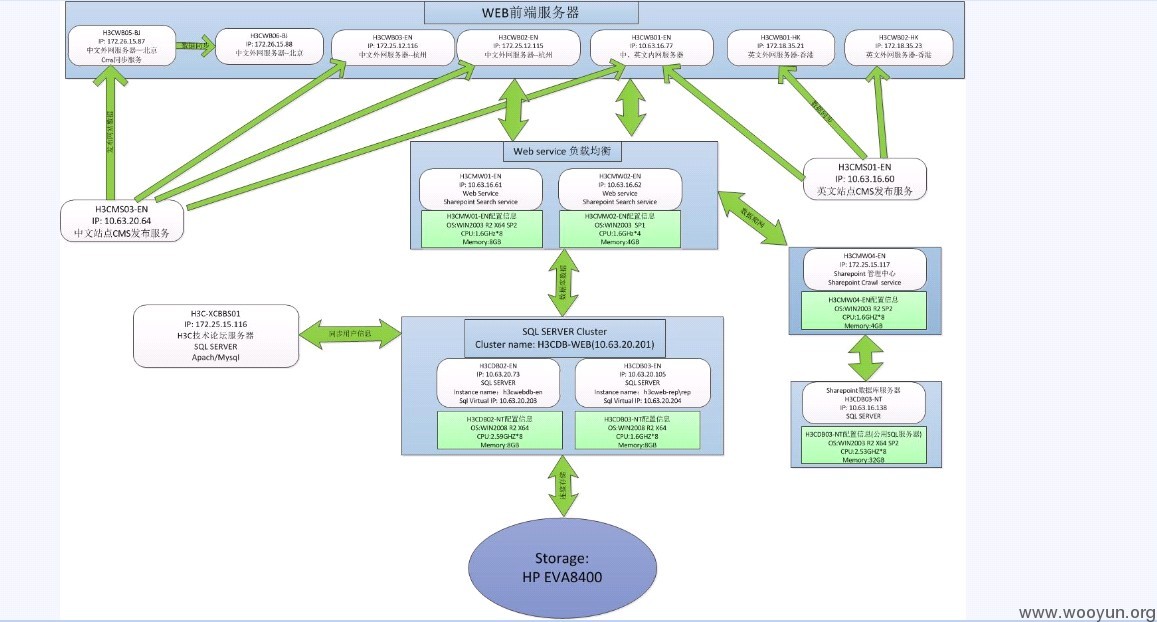 WEB前端服务器
H3CWB05-BJ
IP: 172.26.15.87
中文外网服务器—北京
Cms同步服务
数据同步
H3CWB06-BJ
IP: 172.26.15.88
中文外网服务器–北京
H3CWB03-EN
IP: 172.25.12.116
中文外网服务器–杭州
H3CWB02-EN
IP: 172.25.12.115
中文外网服务器–杭州
H3CWB01-EN
IP: 10.63.16.77
中、英文内网服务器
H3CWB01-HK
IP: 172.18.35.21
英文外网服务器-香港
H3CWB02-HK
IP: 172.18.35.23
英文外网服务器-香港
发布网站数据
数据同步
Web service 负载均衡
H3CMW01-EN
IP: 10.63.16.61
Web Service
Sharepoint Search service
H3CMW02-EN
IP: 10.63.16.62
Web service
Sharepoint Search service
H3CMW01-EN配置信息
OS:WIN2003 R2 X64 SP2
CPU:1.6GHz*8
Memory:8GB
H3CMW02-EN配置信息
OS:WIN2003 SP1
CPU:1.6GHz*4
Memory:4GB
H3CMS01-EN
IP: 10.63.16.60
英文站点CMS发布服务
H3CMS03-EN
IP: 10.63.20.64
中文站点CMS发布服务
H3CMW04-EN
IP: 172.25.15.117
Sharepoint 管理中心
Sharepoint Crawl service
H3CMW04-EN配置信息
OS:WIN2003 R2 SP2
CPU:1.6GHZ*8
Memory:4GB
H3C-XCBBS01
IP: 172.25.15.116
H3C技术论坛服务器
SQL SERVER
Apach/Mysql
同步用户信息
SQL SERVER Cluster
Cluster name: H3CDB-WEB(10.63.20.201)
H3CDB02-EN
IP: 10.63.20.73
SQL SERVER
Instance name: h3cwebdb-en
Sql Virtual IP: 10.63.20.203
H3CDB03-EN
IP: 10.63.20.105
SQL SERVER
Instance name: h3cweb-rep\rep
Sql Virtual IP: 10.63.20.204
H3CDB02-NT配置信息
OS:WIN2008 R2 X64
CPU:2.59GHZ*8
Memory:8GB
H3CDB03-NT配置信息
OS:WIN2008 R2 X64
CPU:1.6GHz*8
Memory:8GB
Sharepoint数据库服务器
H3CDB03-NT
IP: 10.63.16.138
SQL SERVER
H3CDB03-NT配置信息(公用SQL服务器)
OS:WIN2003 R2 X64 SP2
CPU:2.53GHZ*8
Memory:32GB
连接存储
Storage:
HP EVA8400
www.wooyun.org